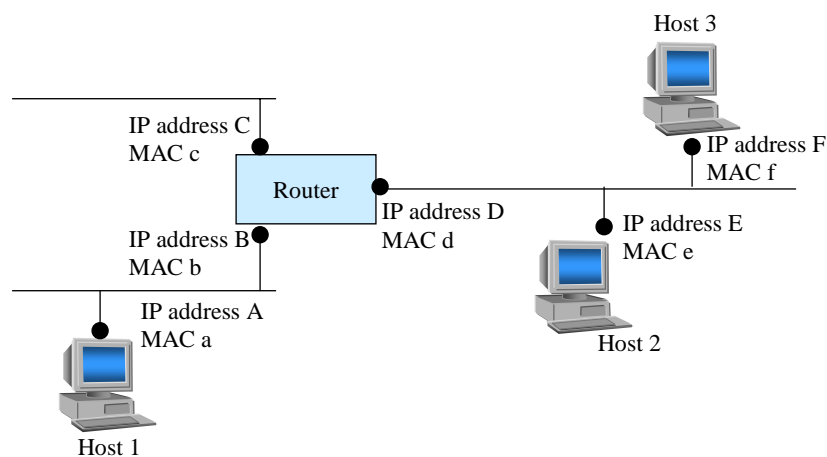 Host 3
IP address C
MAC c
IP address F
MAC f
Router
IP address D
MAC d
IP address E
MAC e
IP address B
MAC b
IP address A
MAC a
Host 2
Host 1